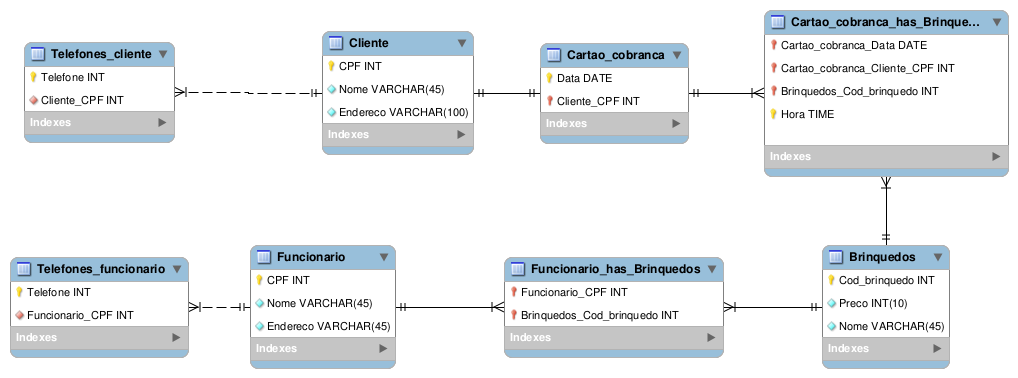 Telefones_cliente
Telefone INT
Cliente_CPF INT
Indexes
Cliente
CPF INT
Nome VARCHAR(45)
Endereco VARCHAR(100)
Indexes
Cartao_cobranca
Data DATE
Cliente_CPF INT
Indexes
Cartao_cobranca_has_Brinque...
Cartao_cobranca_Data DATE
Cartao_cobranca_Cliente_CPF INT
Brinquedos_Cod_brinquedo INT
Hora TIME
Indexes
Telefones_funcionario
Telefone INT
Funcionario_CPF INT
Indexes
Funcionario
CPF INT
Nome VARCHAR(45)
Endereco VARCHAR(45)
Indexes
Funcionario_has_Brinquedos
Funcionario_CPF INT
Brinquedos_Cod_brinquedo INT
Indexes
Brinquedos
Cod_brinquedo INT
Preco INT(10)
Nome VARCHAR(45)
Indexes